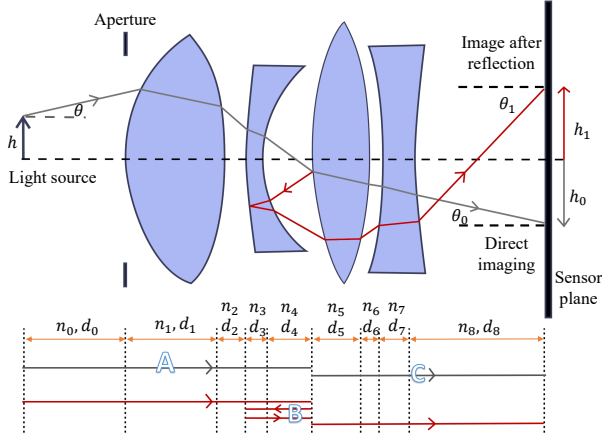 Aperture
Image after
reflection
θ
θ₁
h
h₁
Light source
h₀
θ₀
Direct
imaging
Sensor
plane
n₀, d₀
n₁, d₁
n₂
d₂
n₃
d₃
n₄
d₄
n₅
d₅
n₆
d₆
n₇
d₇
n₈, d₈
A
C
B